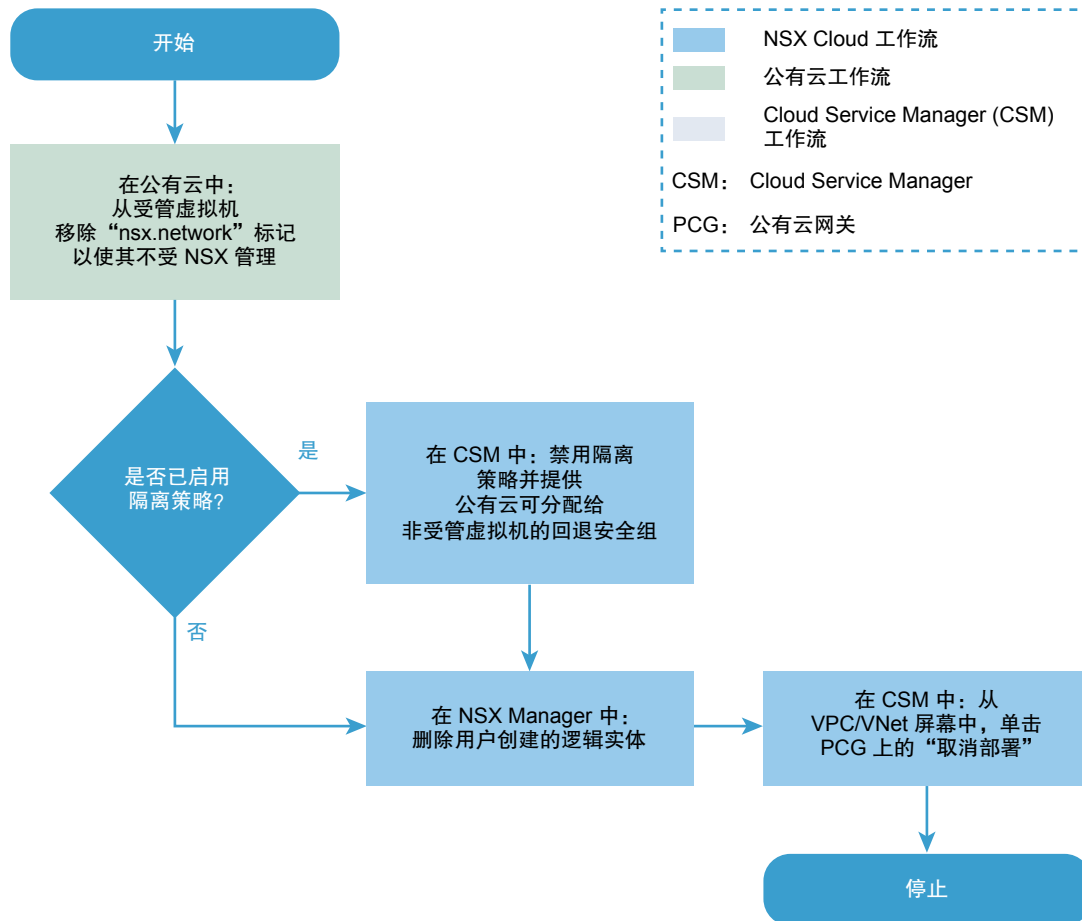 开始
NSX Cloud 工作流
公有云工作流
Cloud Service Manager (CSM)
工作流
CSM： Cloud Service Manager
PCG： 公有云网关
在公有云中：
从受管虚拟机
移除“nsx.network”标记
以使其不受 NSX 管理
是否已启用
隔离策略？
是
在 CSM 中：禁用隔离
策略并提供
公有云可分配给
非受管虚拟机的回退安全组
否
在 NSX Manager 中：
删除用户创建的逻辑实体
在 CSM 中：从
VPC/VNet 屏幕中，单击
PCG 上的“取消部署”
停止